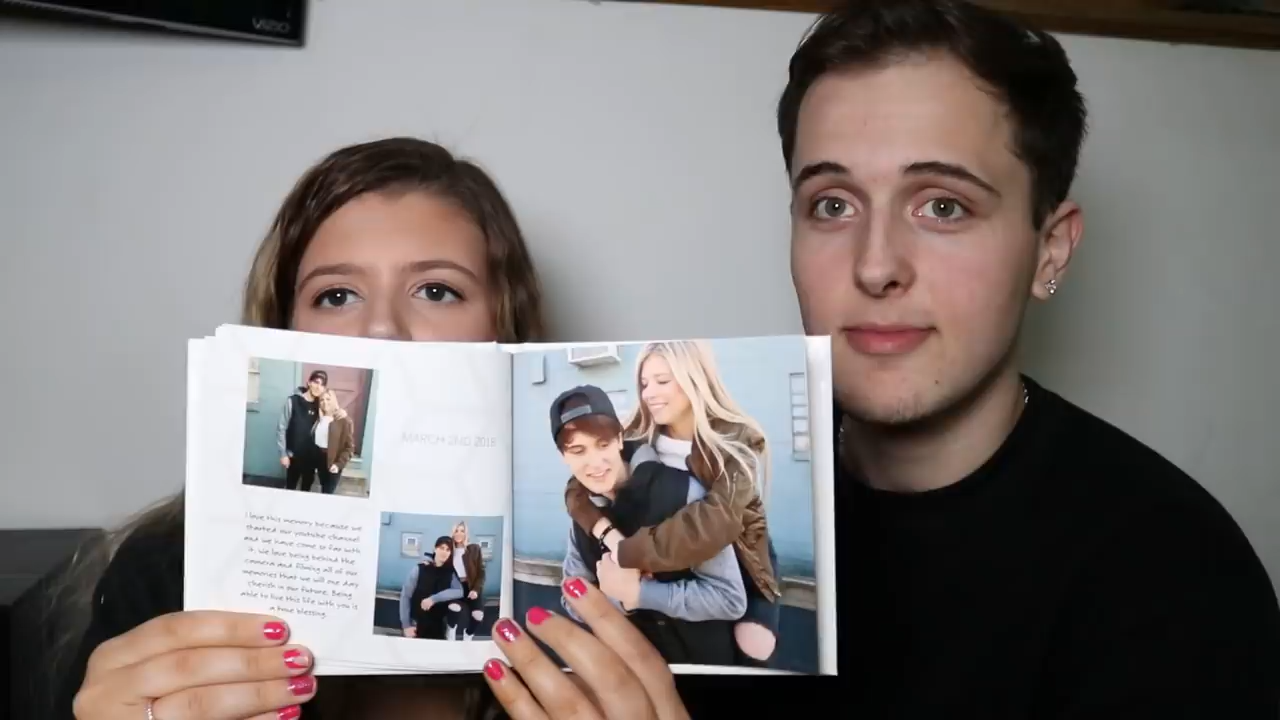 VIZIO
MARCH 2ND 2018
I love this memory because we
started our youtube channel
and we have come so far with
it. We love being behind the
camera and filming all of our
memories that we will one day
cherish in our future. Being
able to live this life with you is
a true blessing.